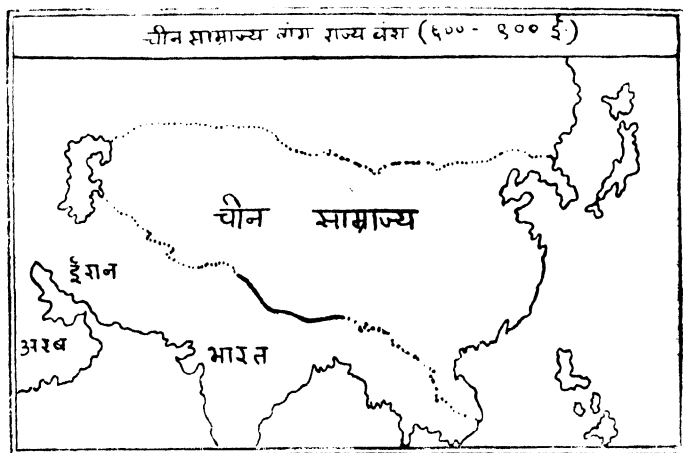 चीन साम्राज्य तांग राज्य वंश (६०० - ९०० ई.)
चीन साम्राज्य
ईरान
अरब
भारत